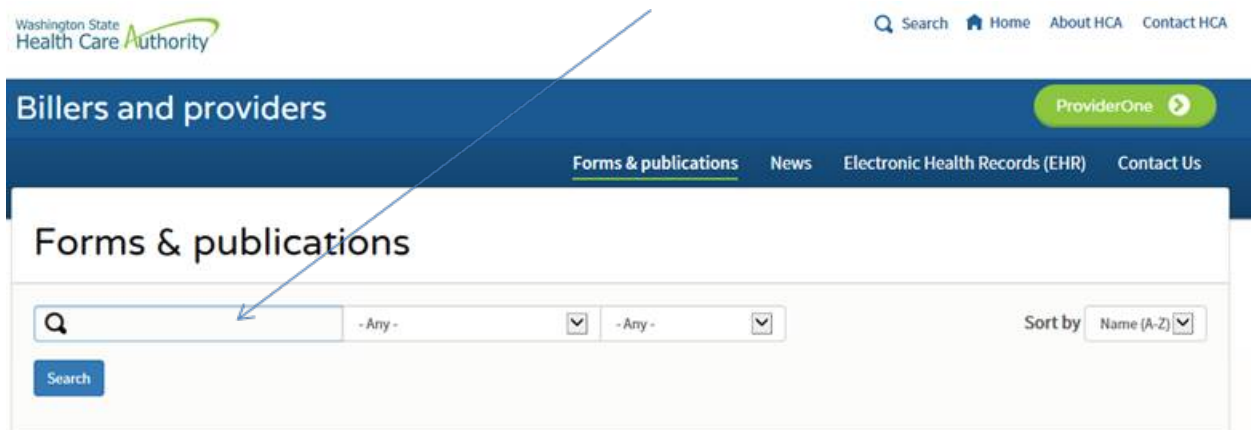 Washington State
Health Care Authority
Search Home About HCA Contact HCA
Billers and providers
ProviderOne
Forms & publications News Electronic Health Records (EHR) Contact Us
Forms & publications
- Any - - Any - Sort by Name (A-Z)
Search